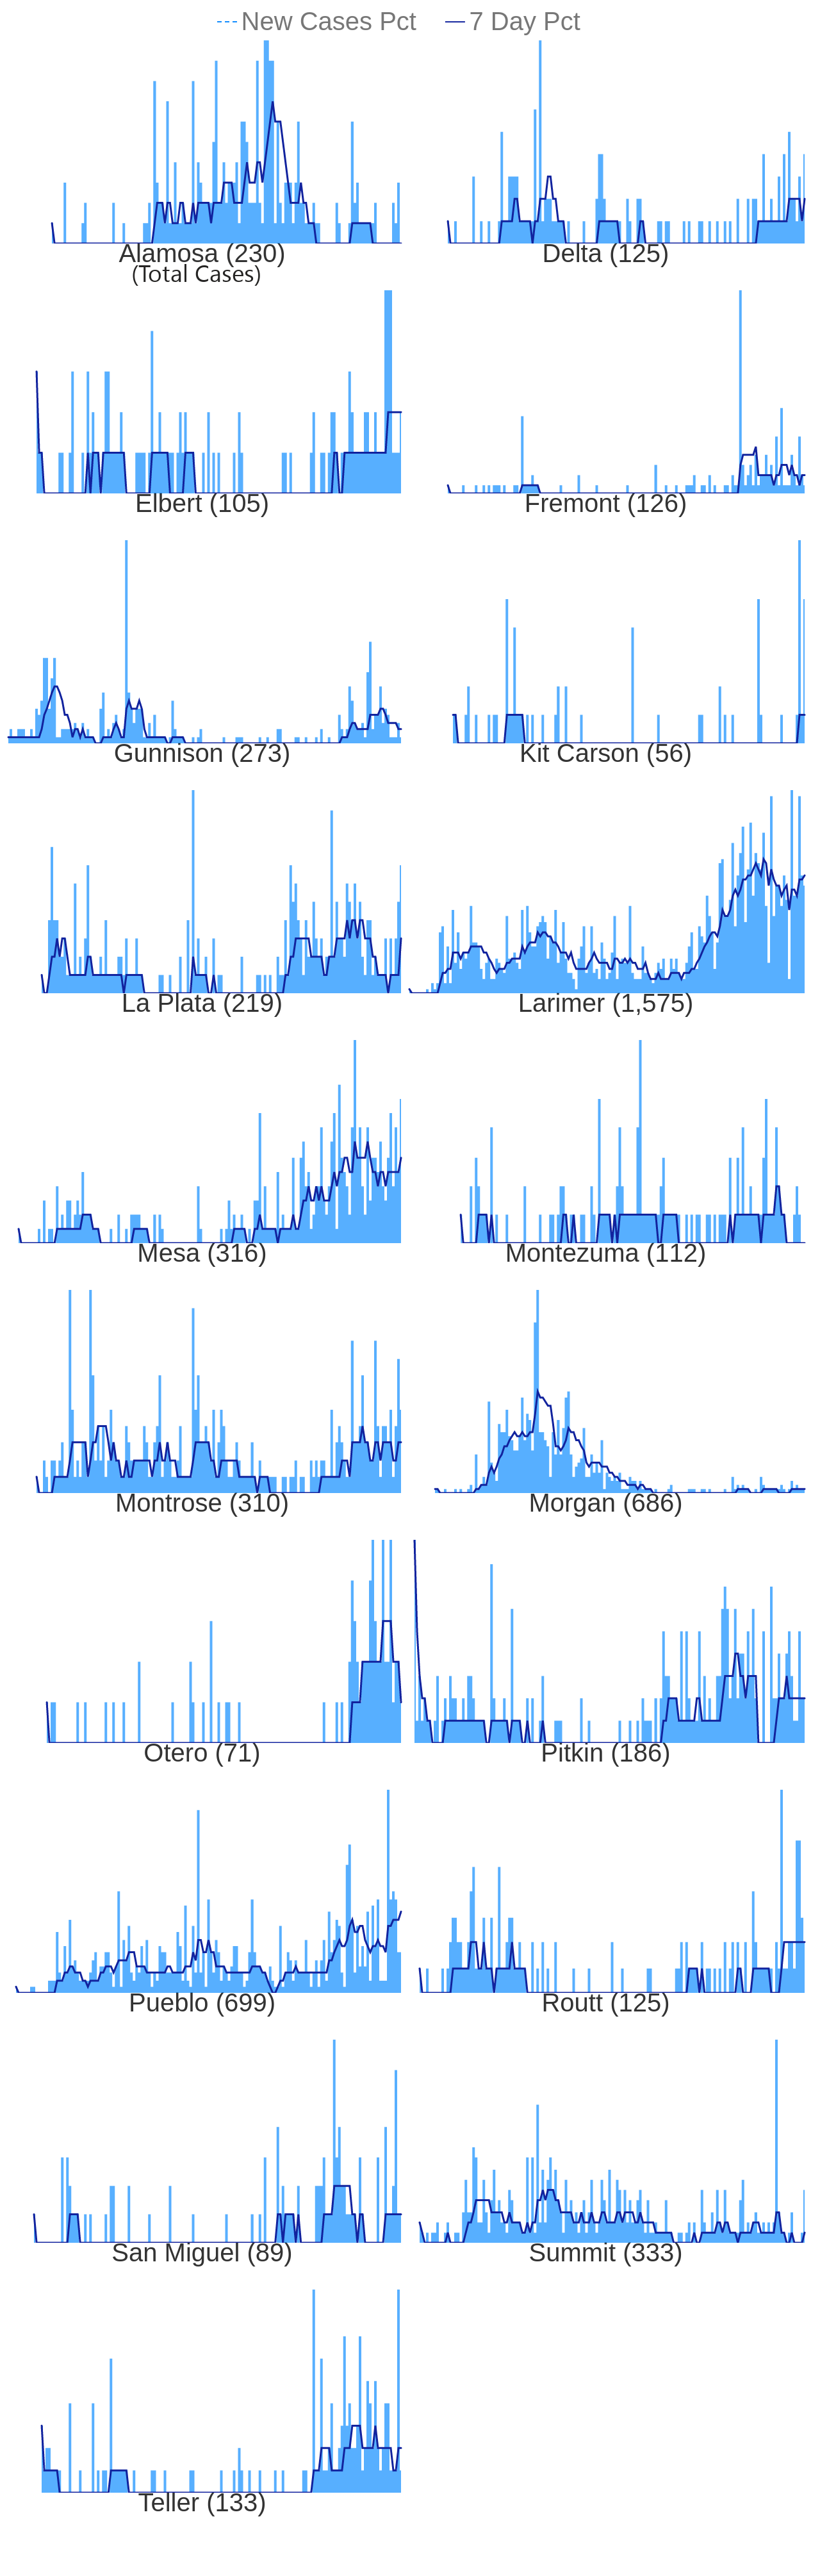 New Cases Pct 7 Day Pct
Alamosa (230) Delta (125)
(Total Cases)
Elbert (105) Fremont (126)
Gunnison (273) Kit Carson (56)
La Plata (219) Larimer (1,575)
Mesa (316) Montezuma (112)
Montrose (310) Morgan (686)
Otero (71) Pitkin (186)
Pueblo (699) Routt (125)
San Miguel (89) Summit (333)
Teller (133)